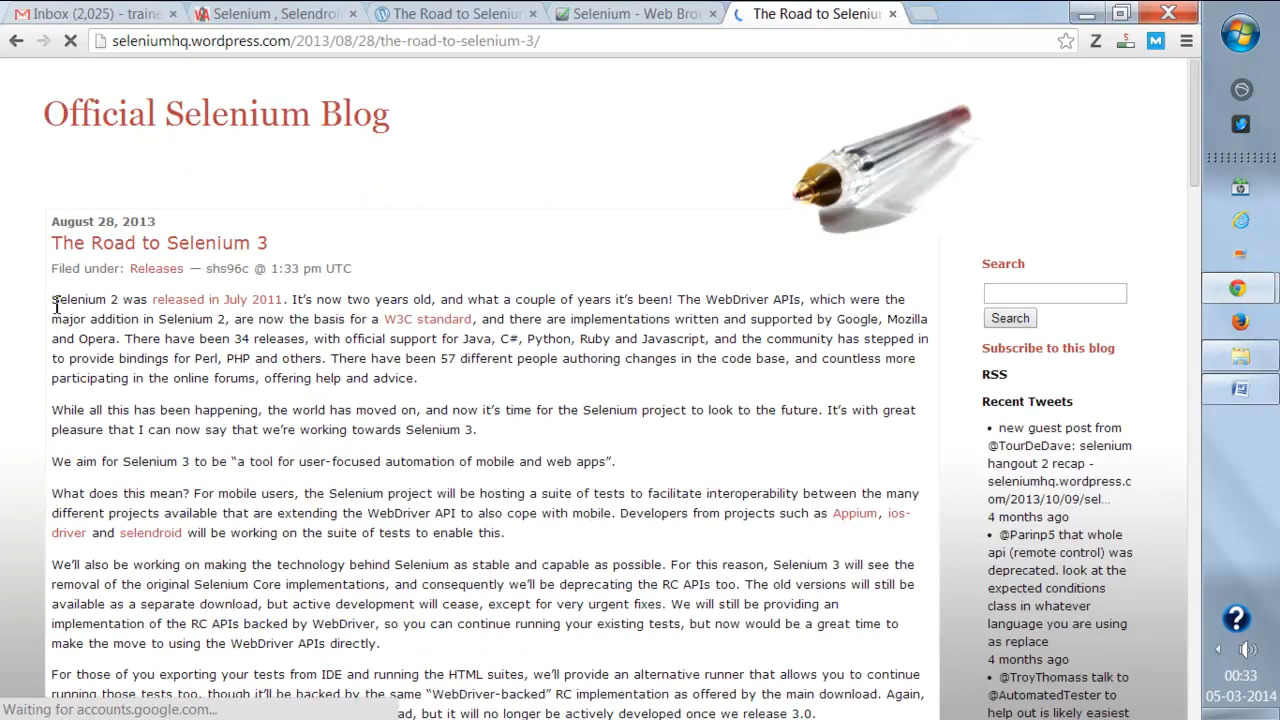 Inbox (2,025) - traine
Selenium , Selendroi
The Road to Seleniu
Selenium - Web Brow
The Road to Seleniu
seleniumhq.wordpress.com/2013/08/28/the-road-to-selenium-3/
Official Selenium Blog
August 28, 2013
The Road to Selenium 3
Filed under: Releases — shs96c @ 1:33 pm UTC
Selenium 2 was released in July 2011. It’s now two years old, and what a couple of years it’s been! The WebDriver APIs, which were the
major addition in Selenium 2, are now the basis for a W3C standard, and there are implementations written and supported by Google, Mozilla
and Opera. There have been 34 releases, with official support for Java, C#, Python, Ruby and Javascript, and the community has stepped in
to provide bindings for Perl, PHP and others. There have been 57 different people authoring changes in the code base, and countless more
participating in the online forums, offering help and advice.
While all this has been happening, the world has moved on, and now it’s time for the Selenium project to look to the future. It’s with great
pleasure that I can now say that we’re working towards Selenium 3.
We aim for Selenium 3 to be “a tool for user-focused automation of mobile and web apps”.
What does this mean? For mobile users, the Selenium project will be hosting a suite of tests to facilitate interoperability between the many
different projects available that are extending the WebDriver API to also cope with mobile. Developers from projects such as Appium, ios-
driver and selendroid will be working on the suite of tests to enable this.
We’ll also be working on making the technology behind Selenium as stable and capable as possible. For this reason, Selenium 3 will see the
removal of the original Selenium Core implementations, and consequently we’ll be deprecating the RC APIs too. The old versions will still be
available as a separate download, but active development will cease, except for very urgent fixes. We will still be providing an
implementation of the RC APIs backed by WebDriver, so you can continue running your existing tests, but now would be a great time to
make the move to using the WebDriver APIs directly.
For those of you exporting your tests from IDE and running the HTML suites, we’ll provide an alternative runner that allows you to continue
running those tests too, though it’ll be backed by the same “WebDriver-backed” RC implementation as offered by the main download. Again,
oad, but it will no longer be actively developed once we release 3.0.
Search
Search
Subscribe to this blog
RSS
Recent Tweets
• new guest post from
@TourDeDave: selenium
hangout 2 recap -
seleniumhq.wordpress.c
om/2013/10/09/sel…
4 months ago
• @Parinp5 that whole
api (remote control) was
deprecated. look at the
expected conditions
class in whatever
language you are using
as replace
4 months ago
• @TroyThomass talk to
@AutomatedTester to
help out is likely easiest
Waiting for accounts.google.com...
00:33
05-03-2014